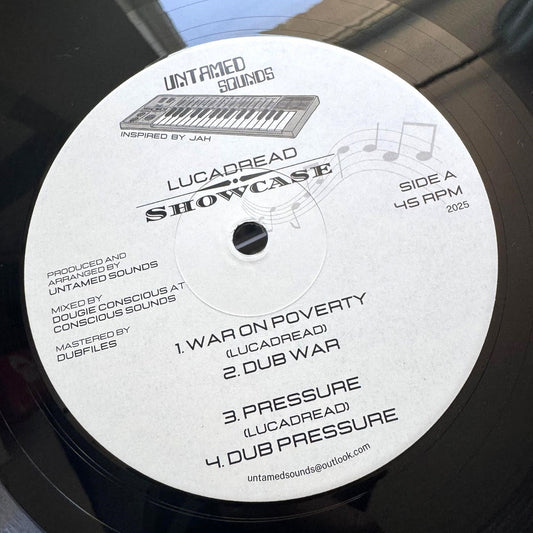 UNTAMED
SOUNDS
INSPIRED BY JAH
LUCADREAD
SHOWCASE
SIDE A
45 RPM
2025
PRODUCED AND
ARRANGED BY
UNTAMED SOUNDS
MIXED BY
DOUGIE CONSCIOUS AT
CONSCIOUS SOUNDS
MASTERED BY
DUBFILES
1. WAR ON POVERTY
(LUCADREAD)
2. DUB WAR
3. PRESSURE
(LUCADREAD)
4. DUB PRESSURE
untamedsounds@outlook.com